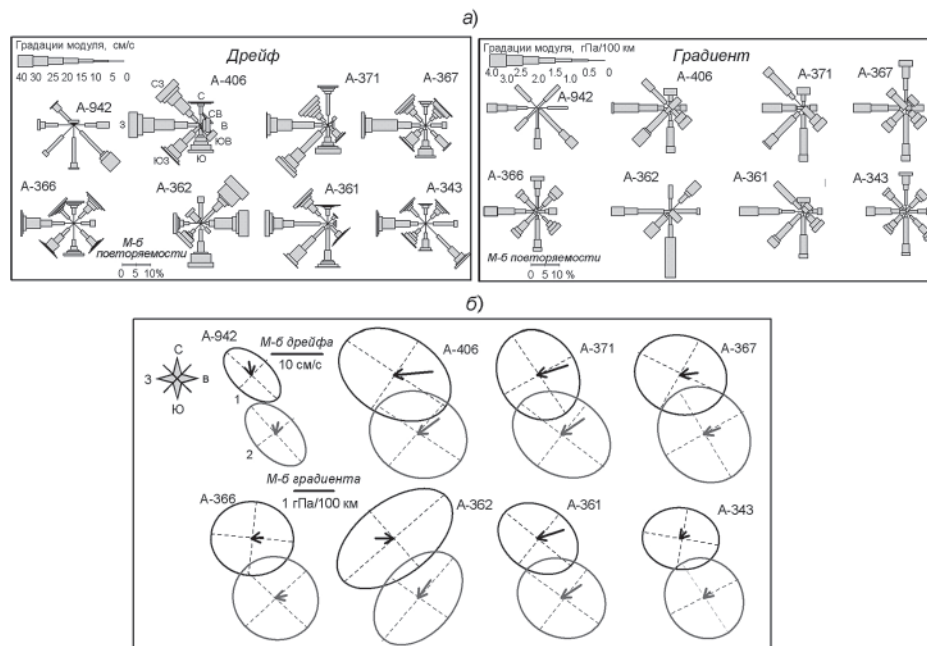 а)
Градации модуля, см/с
Дрейф
40 30 25 20 15 10 5 0
А-942
А-406
А-371
А-367
С
СЗ
СВ
З
В
ЮЗ
ЮВ
Ю
А-366
А-362
А-361
А-343
М-б
повторяемости
0 5 10%
Градации модуля, гПа/100 км
Градиент
4.0 3.0 2.5 2.0 1.5 1.0 0.5 0
А-942
А-406
А-371
А-367
А-366
А-362
А-361
А-343
М-б повторяемости
0 5 10 %
б)
А-942
М-б дрейфа
10 см/с
А-406
А-371
А-367
С
З
В
Ю
1
2
М-б градиента
1 гПа/100 км
А-366
А-362
А-361
А-343